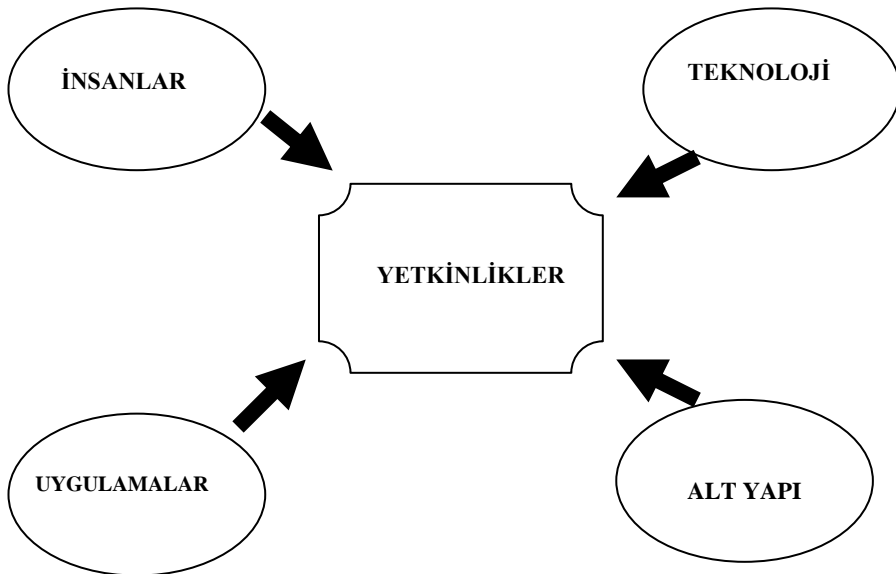 İNSANLAR
TEKNOLOJİ
YETKİNLİKLER
UYGULAMALAR
ALT YAPI